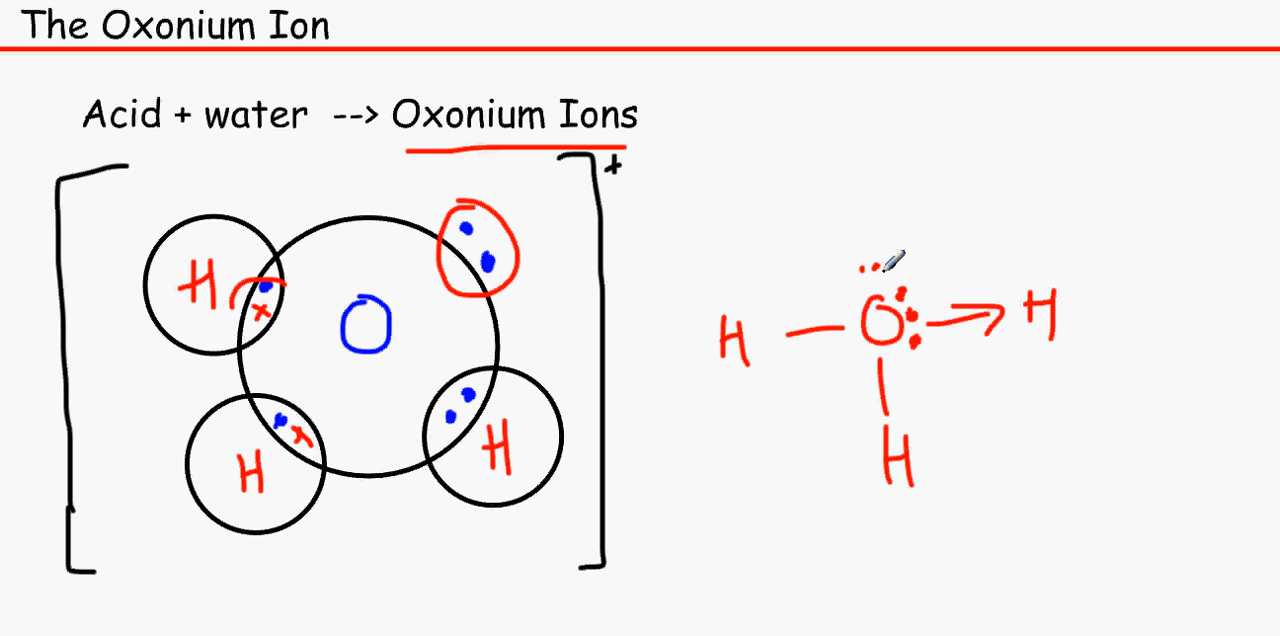 The Oxonium Ion
Acid + water --> Oxonium Ions
+
H
O
H
H
H – O → H
H